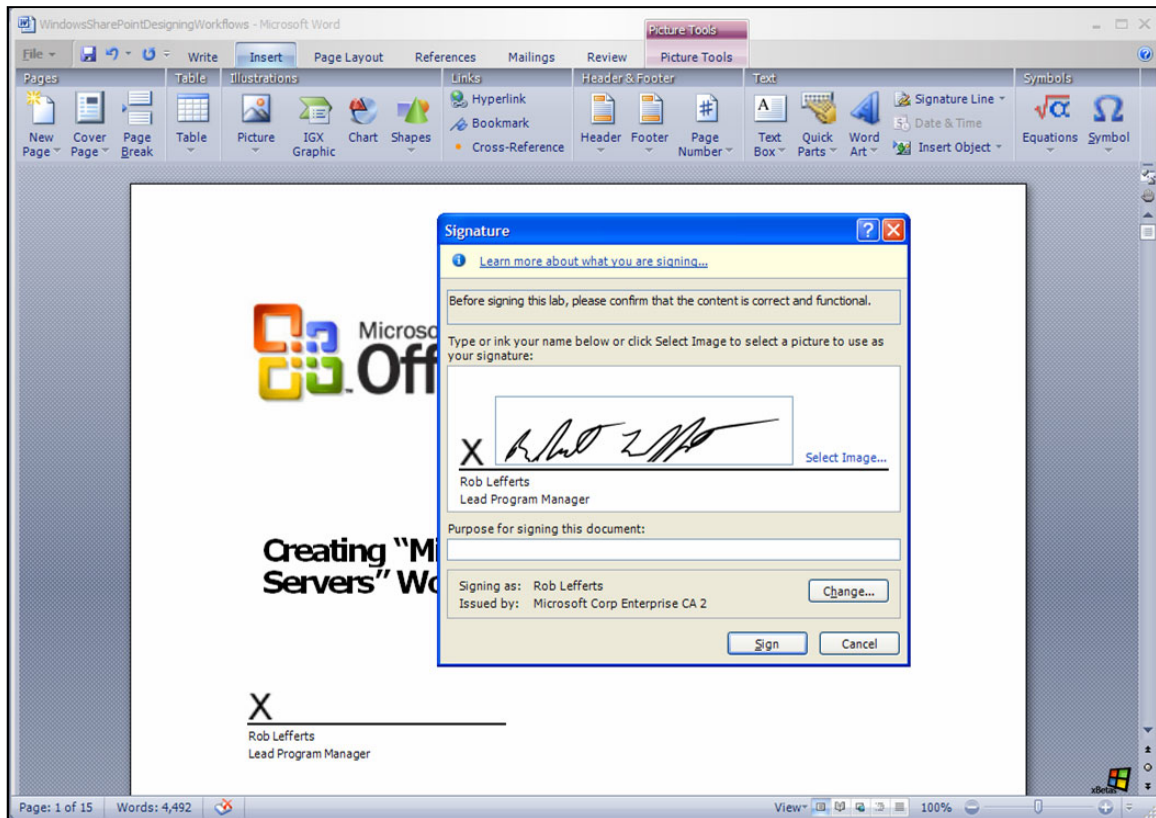 WindowsSharePointDesigningWorkflows - Microsoft Word
Picture Tools
File
Write
Insert
Page Layout
References
Mailings
Review
Picture Tools
Pages
Table
Illustrations
Links
Header & Footer
Text
Symbols
New Page
Cover Page
Page Break
Table
Picture
IGX Graphic
Chart
Shapes
Hyperlink
Bookmark
Cross-Reference
Header
Footer
Page Number
Text Box
Quick Parts
Word Art
Signature Line
Date & Time
Insert Object
Equations
Symbol
Signature
Learn more about what you are signing...
Before signing this lab, please confirm that the content is correct and functional.
Type or ink your name below or click Select Image to select a picture to use as
your signature:
X
Select Image...
Rob Lefferts
Lead Program Manager
Purpose for signing this document:
Signing as: Rob Lefferts
Issued by: Microsoft Corp Enterprise CA 2
Change...
Sign
Cancel
Microso
Off
Creating “Mi
Servers” Wo
X
Rob Lefferts
Lead Program Manager
xBetas
Page: 1 of 15
Words: 4,492
View
100%